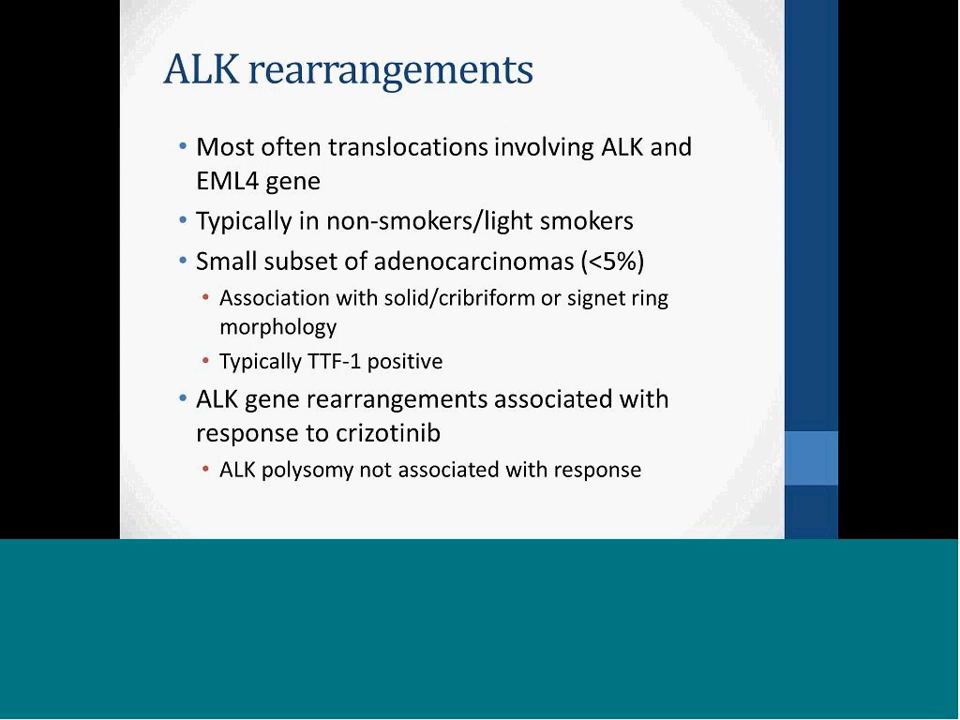 ALK rearrangements
• Most often translocations involving ALK and
EML4 gene
• Typically in non-smokers/light smokers
• Small subset of adenocarcinomas (<5%)
• Association with solid/cribriform or signet ring
morphology
• Typically TTF-1 positive
• ALK gene rearrangements associated with
response to crizotinib
• ALK polysomy not associated with response